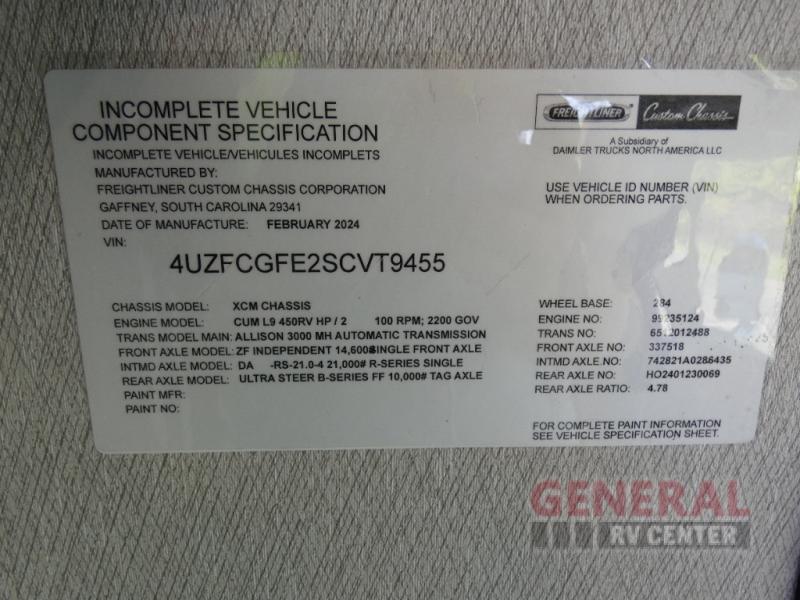 INCOMPLETE VEHICLE
COMPONENT SPECIFICATION
INCOMPLETE VEHICLE/VEHICULES INCOMPLETS
MANUFACTURED BY:
FREIGHTLINER CUSTOM CHASSIS CORPORATION
GAFFNEY, SOUTH CAROLINA 29341
DATE OF MANUFACTURE: FEBRUARY 2024
VIN:
4UZFCGFE2SCVT9455
FREIGHTLINER Custom Chassis
A Subsidiary of
DAIMLER TRUCKS NORTH AMERICA LLC
USE VEHICLE ID NUMBER (VIN)
WHEN ORDERING PARTS.
CHASSIS MODEL: XCM CHASSIS
ENGINE MODEL: CUM L9 450RV HP / 2 100 RPM; 2200 GOV
TRANS MODEL MAIN: ALLISON 3000 MH AUTOMATIC TRANSMISSION
FRONT AXLE MODEL: ZF INDEPENDENT 14,600# SINGLE FRONT AXLE
INTMD AXLE MODEL: DA -RS-21.0-4 21,000# R-SERIES SINGLE
REAR AXLE MODEL: ULTRA STEER B-SERIES FF 10,000# TAG AXLE
PAINT MFR:
PAINT NO:
WHEEL BASE: 284
ENGINE NO:
TRANS NO:
FRONT AXLE NO: 337518
INTMD AXLE NO: 742821A0286435
REAR AXLE NO: HO2401230069
REAR AXLE RATIO: 4.78
FOR COMPLETE PAINT INFORMATION
SEE VEHICLE SPECIFICATION SHEET.
GENERAL
RV CENTER